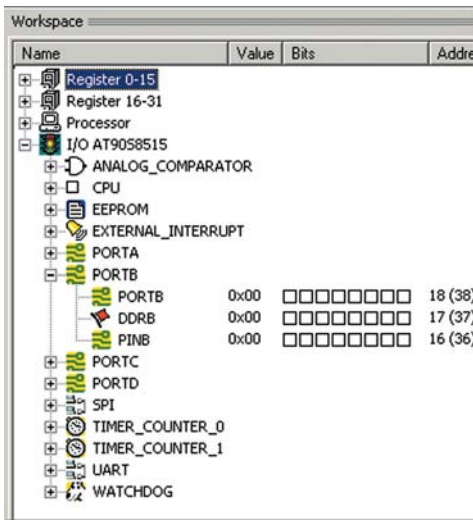 Workspace
Name Value Bits Addre
Register 0-15
Register 16-31
Processor
I/O AT90S8515
ANALOG_COMPARATOR
CPU
EEPROM
EXTERNAL_INTERRUPT
PORTA
PORTB
PORTB 0x00 18 (38)
DDRB 0x00 17 (37)
PINB 0x00 16 (36)
PORTC
PORTD
SPI
TIMER_COUNTER_0
TIMER_COUNTER_1
UART
WATCHDOG